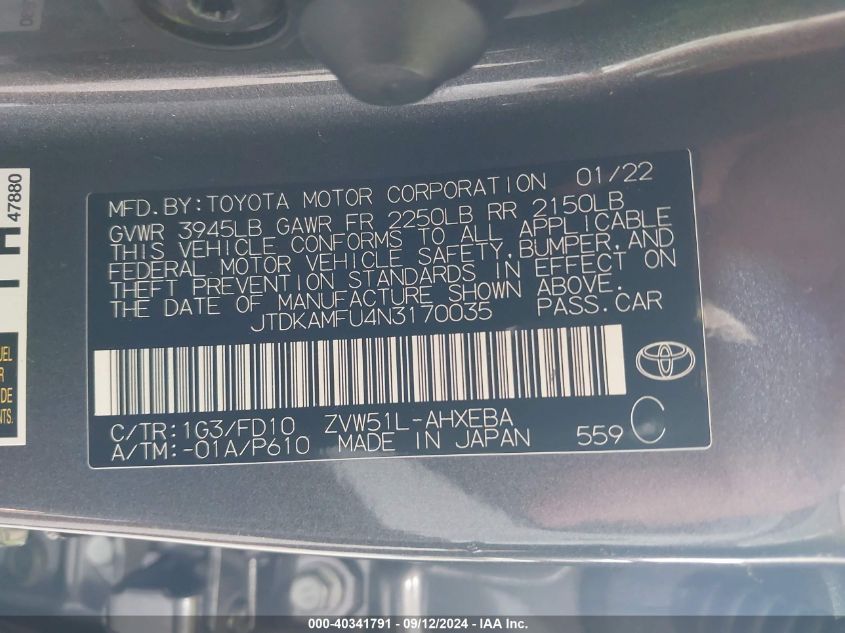 47880
MFD. BY: TOYOTA MOTOR CORPORATION 01/22
GVWR 3945LB GAWR FR 2250LB RR 2150LB
THIS VEHICLE CONFORMS TO ALL APPLICABLE
FEDERAL MOTOR VEHICLE SAFETY, BUMPER, AND
THEFT PREVENTION STANDARDS IN EFFECT ON
THE DATE OF MANUFACTURE SHOWN ABOVE.
JTDKAMFU4N3170035 PASS.CAR
C/TR: 1G3/FD10 ZVW51L-AHXEBA
A/TM: -01A/P610 MADE IN JAPAN 559 C
000-40341791 - 09/12/2024 - IAA Inc.